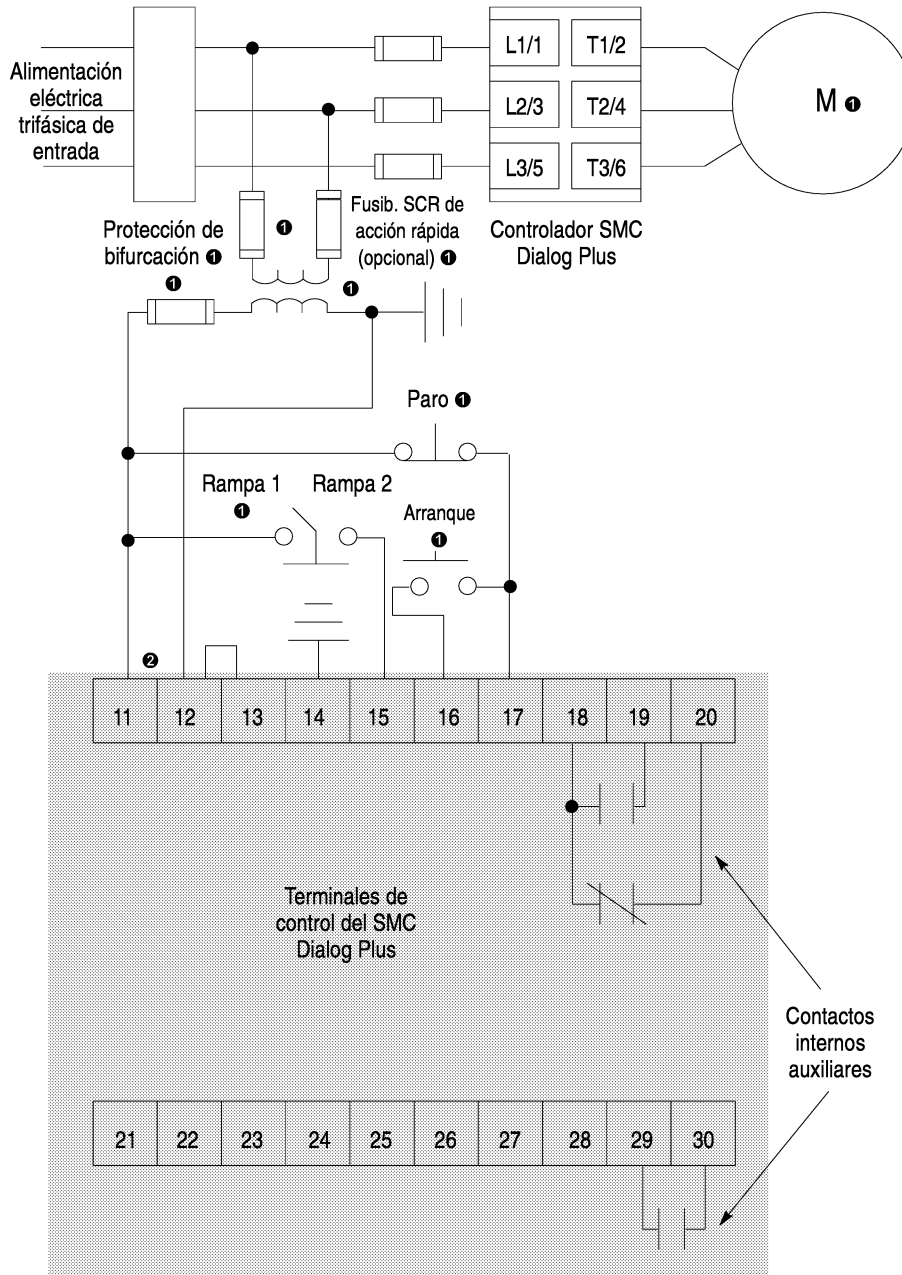 L1/1 T1/2
Alimentación
eléctrica
trifásica de
entrada
L2/3 T2/4
M ❶
L3/5 T3/6
Protección de
bifurcación ❶
❶
❶
Fusib. SCR de
acción rápida
(opcional) ❶
Controlador SMC
Dialog Plus
❶
Paro ❶
Rampa 1 Rampa 2
❶
Arranque
❶
❷
11 12 13 14 15 16 17 18 19 20
Terminales de
control del SMC
Dialog Plus
Contactos
internos
auxiliares
21 22 23 24 25 26 27 28 29 30